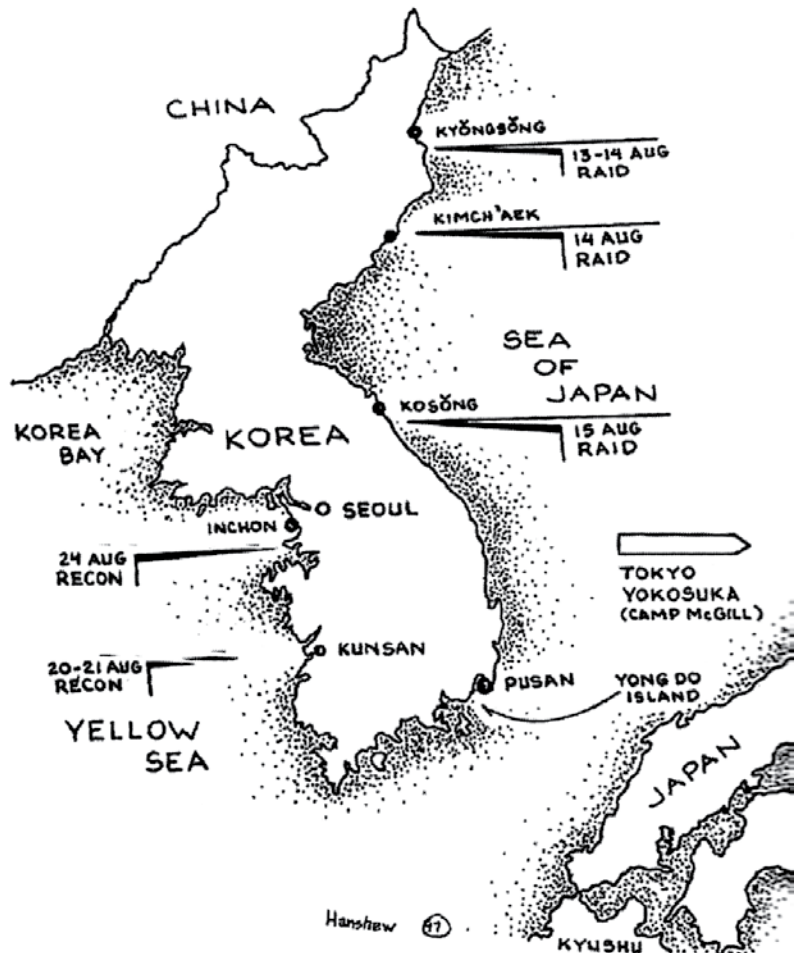 CHINA
KYŎNGSŎNG
13-14 AUG
RAID
KIMCH'AEK
14 AUG
RAID
SEA
OF
JAPAN
KOSŎNG
15 AUG
RAID
KOREA
BAY
KOREA
SEOUL
INCHON
24 AUG
RECON
TOKYO
YOKOSUKA
(CAMP McGILL)
KUNSAN
20-21 AUG
RECON
PUSAN
YONG DO
ISLAND
YELLOW
SEA
JAPAN
Hanshew 97
KYUSHU